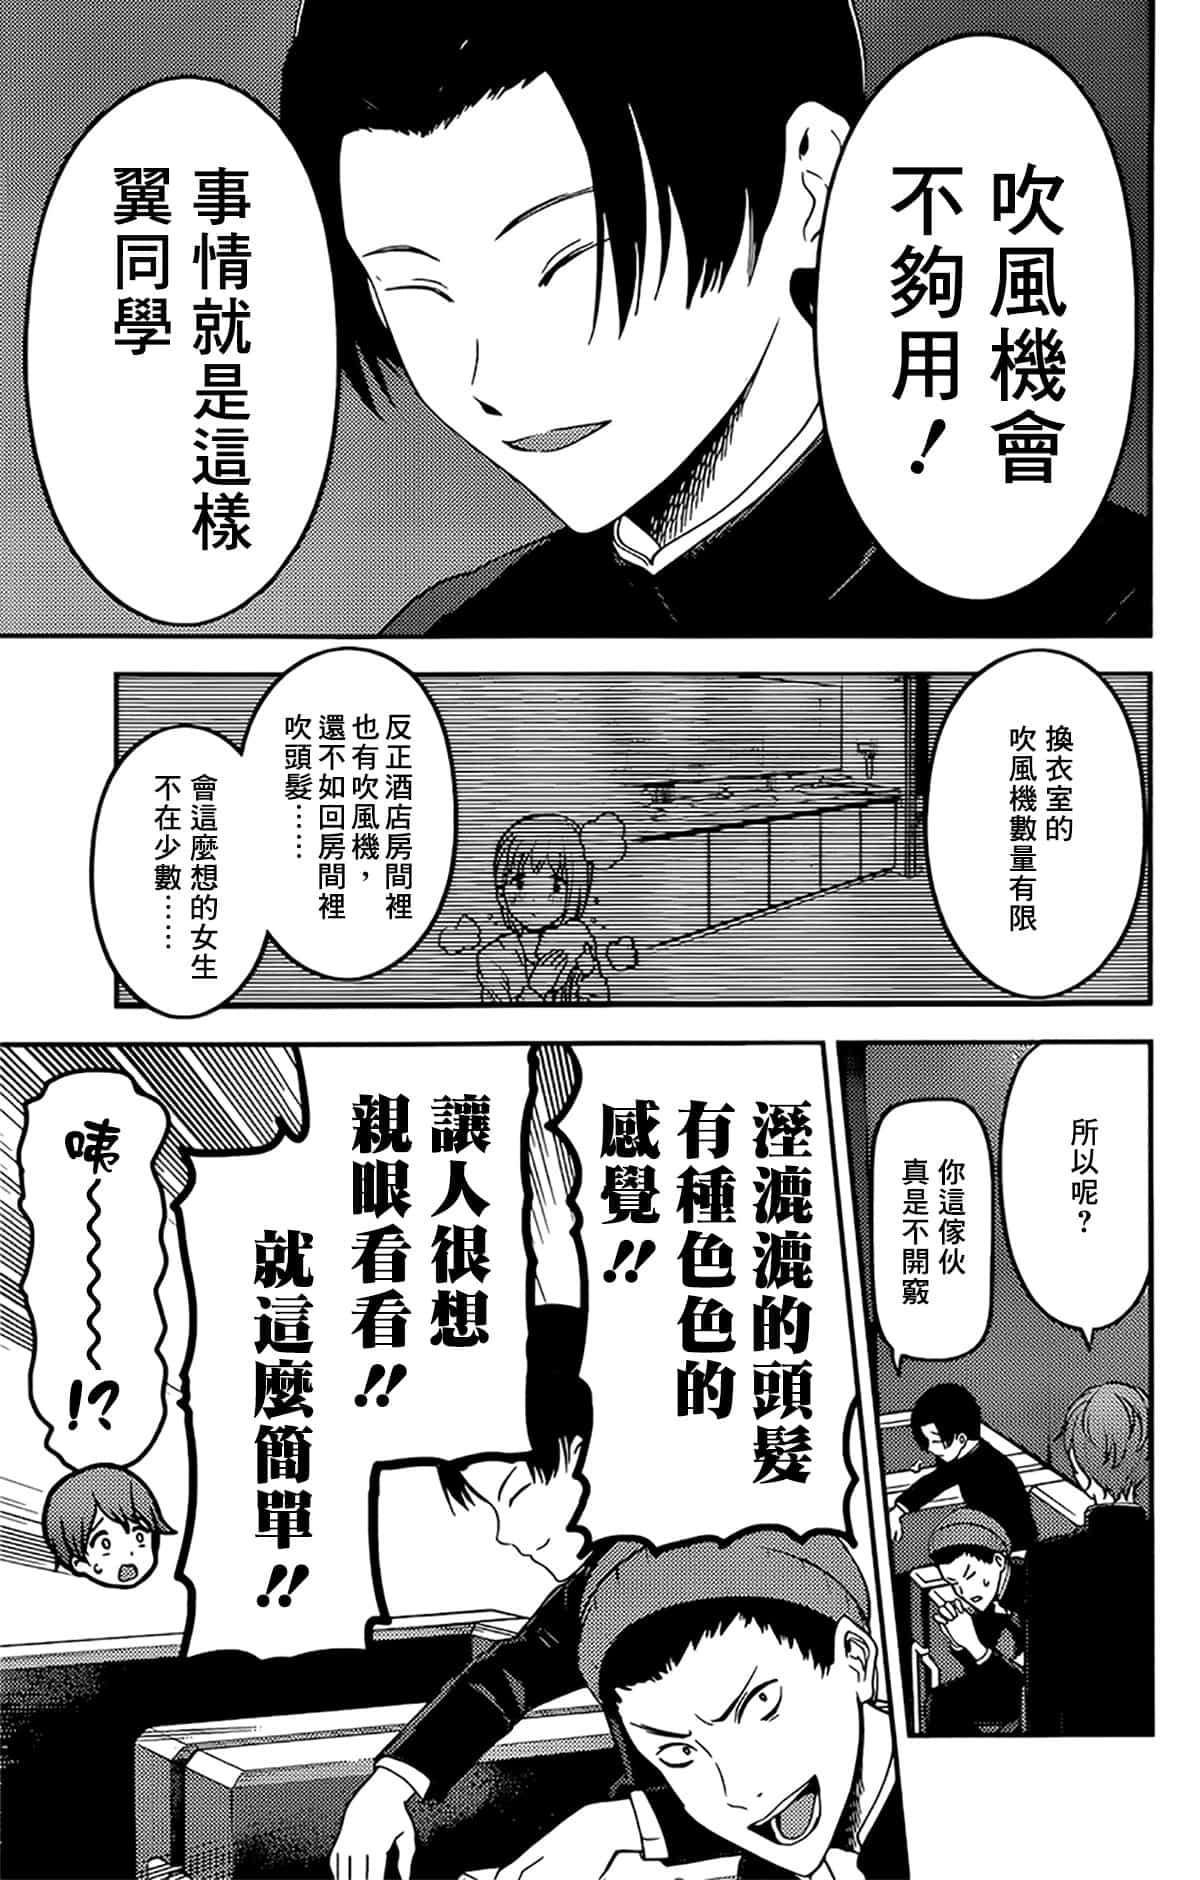 吹風機會
不夠用！
事情就是這樣
翼同學
換衣室的
吹風機數量有限
反正酒店房間裡
也有吹風機，
還不如回房間裡
吹頭髮……
會這麼想的女生
不在少數……
所以呢?
你這傢伙
真是不開竅
溼漉漉的頭髮
有種色色的
感覺!!
讓人很想
親眼看看!!
就這麼簡單!!
咦～～～～～!?